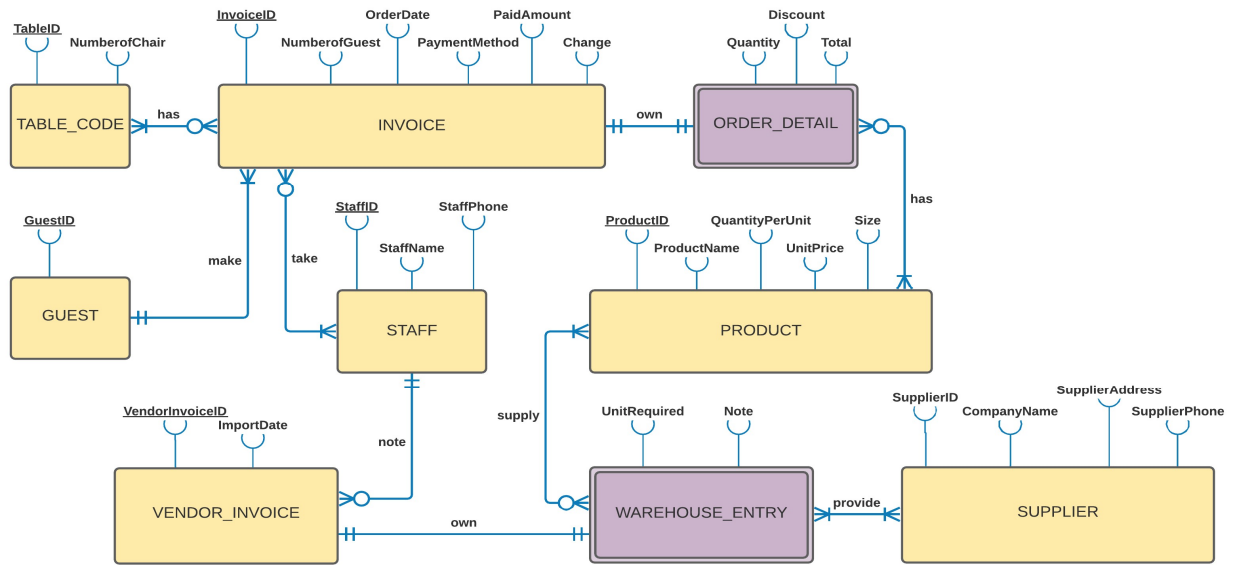 InvoiceID
OrderDate
PaidAmount
Discount
TableID
NumberofChair
NumberofGuest
PaymentMethod
Change
Quantity
Total
TABLE_CODE
has
INVOICE
own
ORDER_DETAIL
has
GuestID
StaffID
StaffPhone
StaffName
ProductID
QuantityPerUnit
Size
ProductName
UnitPrice
make
take
GUEST
STAFF
PRODUCT
VendorInvoiceID
ImportDate
note
supply
UnitRequired
Note
SupplierID
SupplierAddress
CompanyName
SupplierPhone
VENDOR_INVOICE
own
WAREHOUSE_ENTRY
provide
SUPPLIER